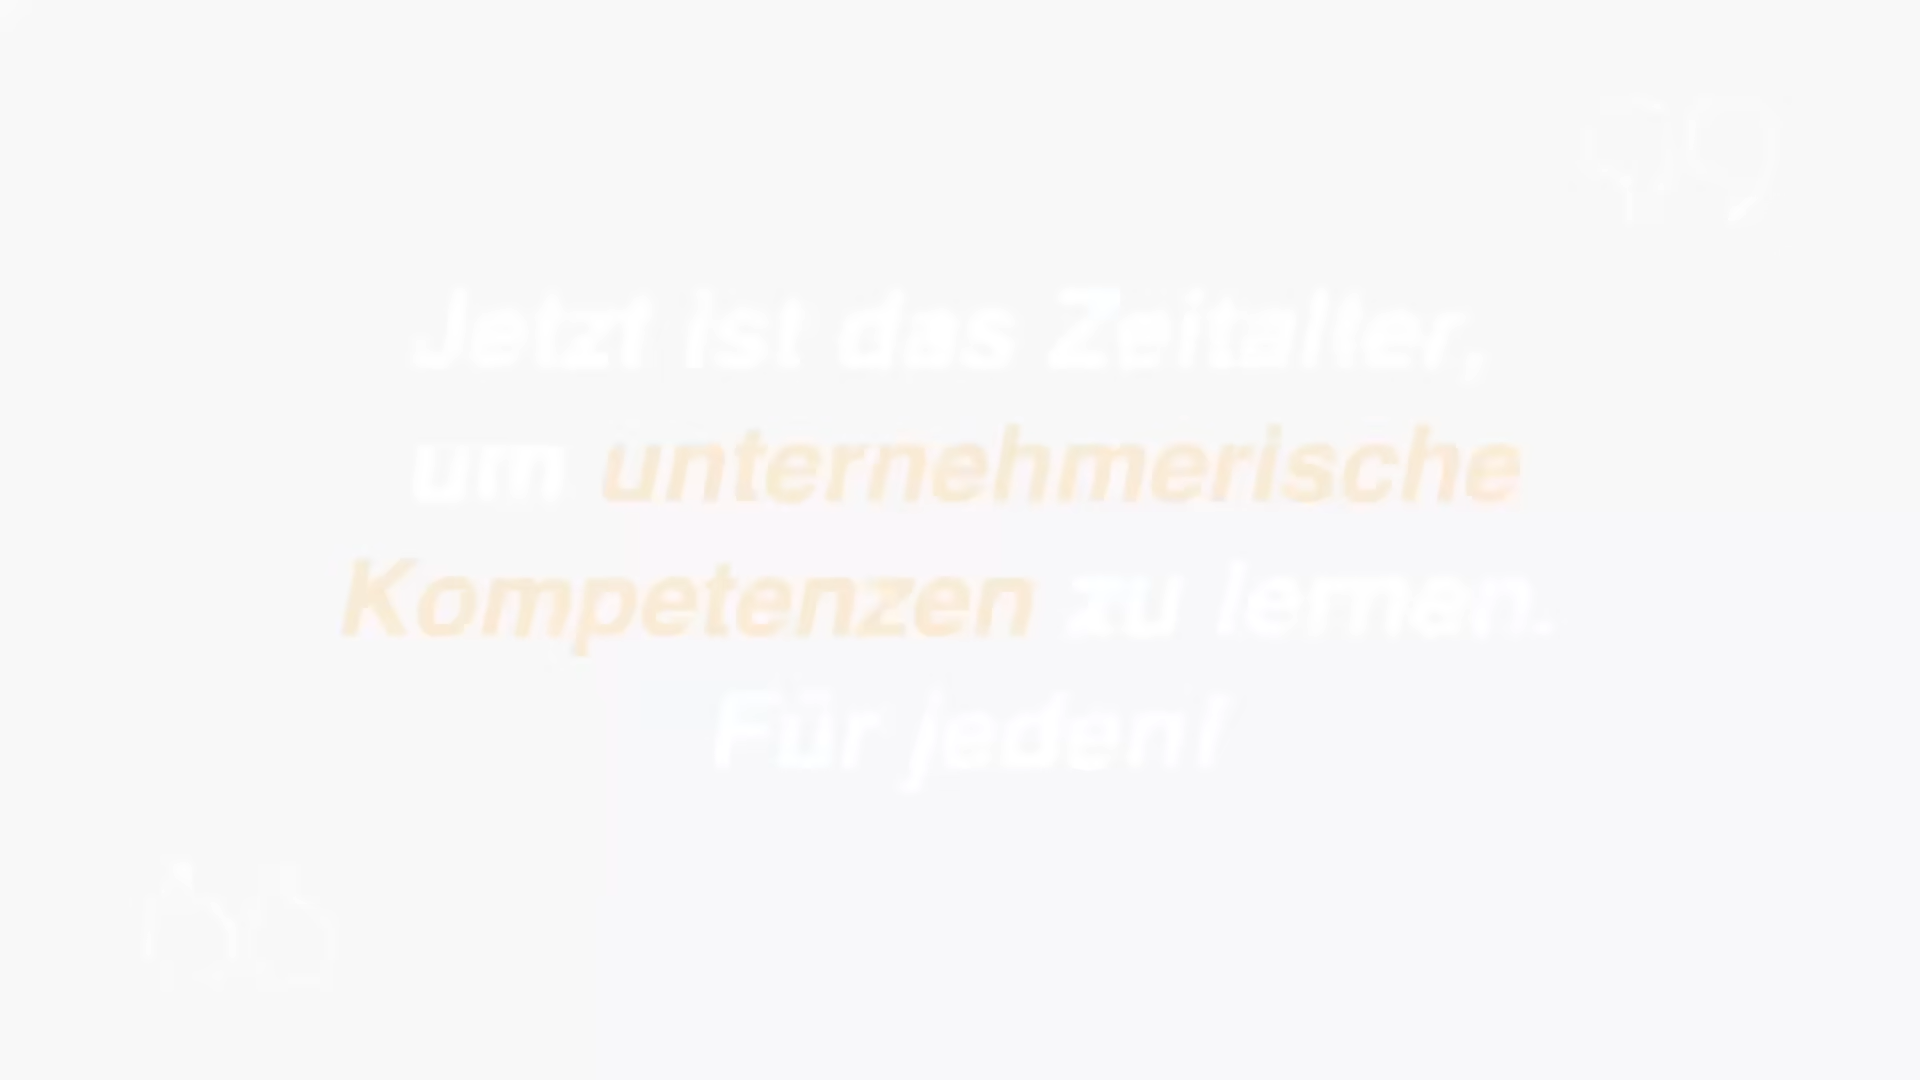 Jetzt ist das Zeitalter,
um unternehmerische
Kompetenzen zu lernen.
Für jeden!